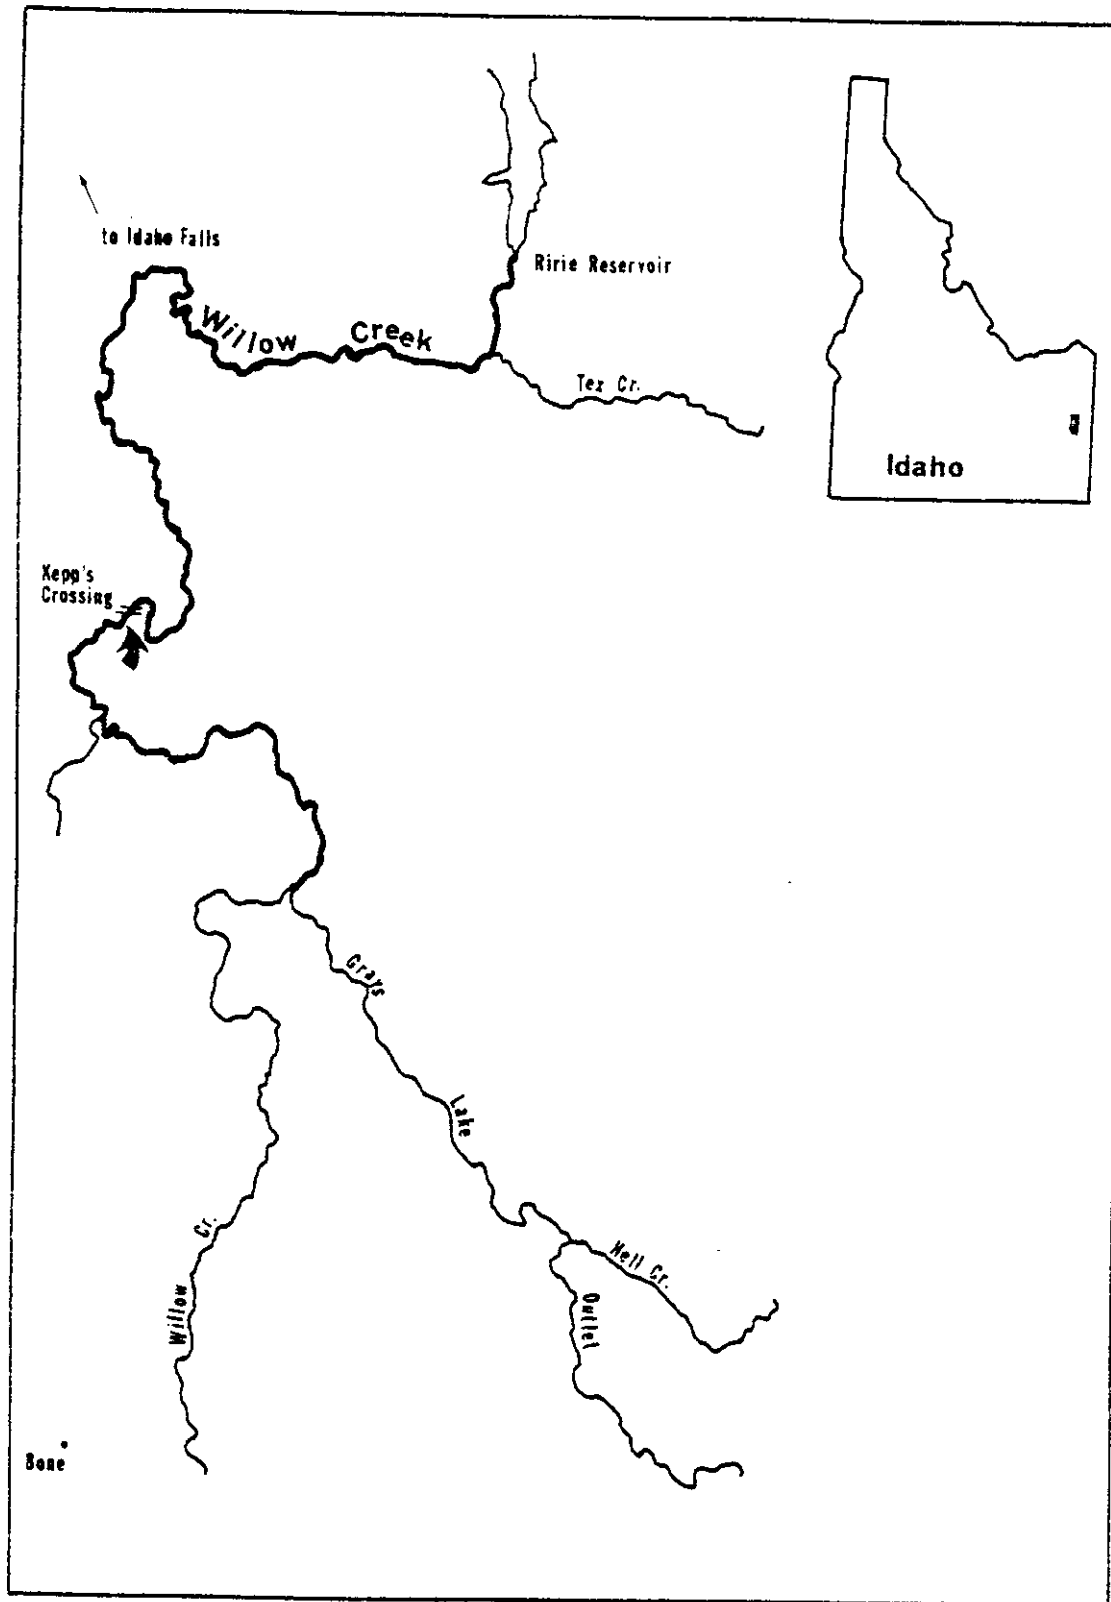 to Idaho Falls
Ririe Reservoir
Willow Creek
Tex Cr.
Idaho
Kepp's
Crossing
Grays
Lake
Outlet
Hell Cr.
Willow Cr.
Bone